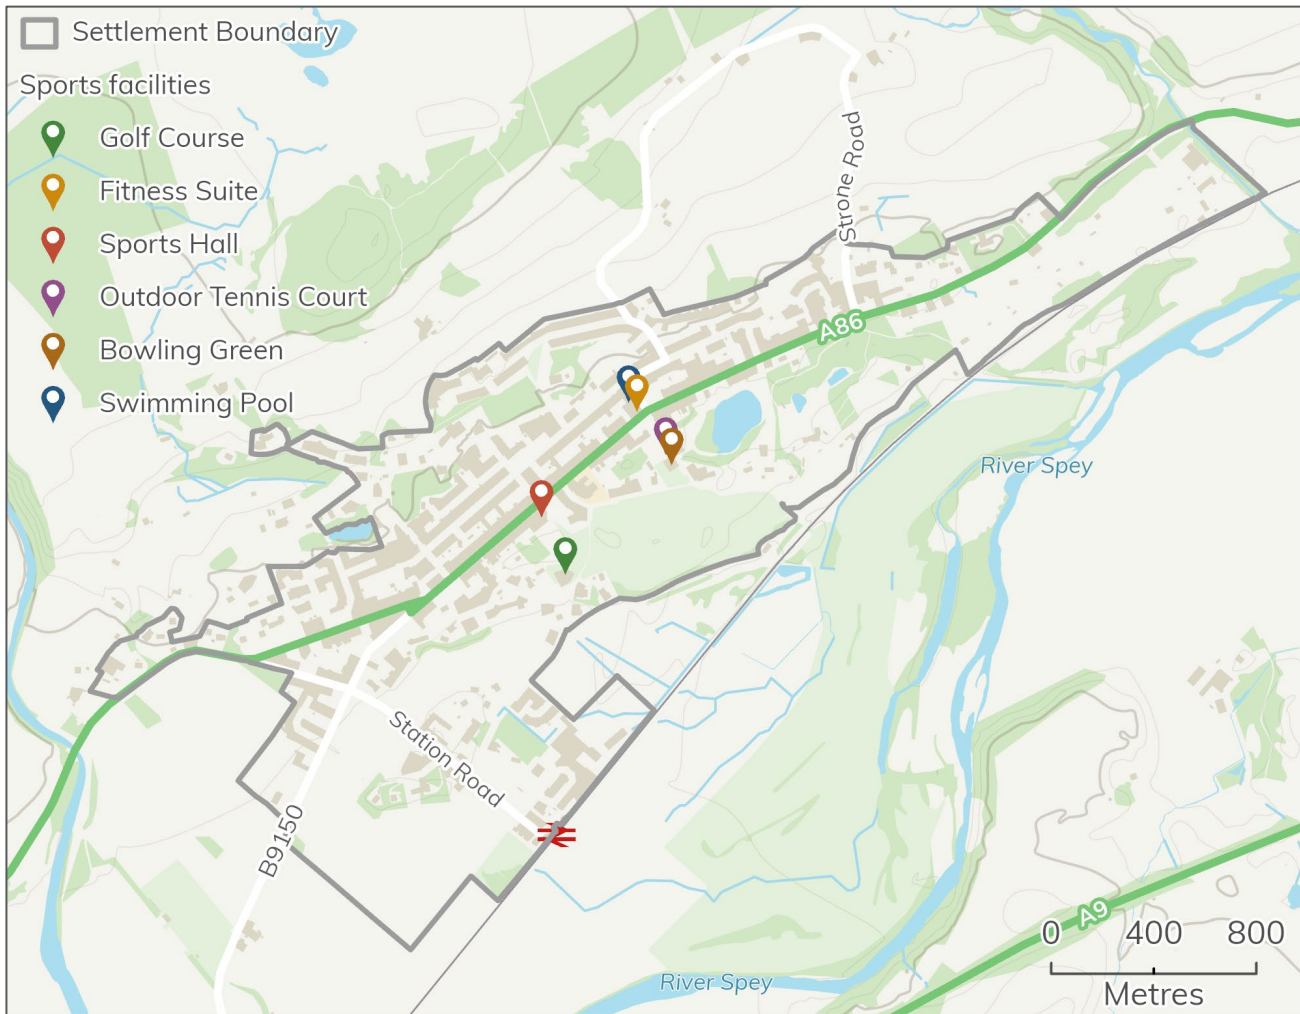 Settlement Boundary
Sports facilities
Golf Course
Fitness Suite
Sports Hall
Outdoor Tennis Court
Bowling Green
Swimming Pool
Strone Road
A86
River Spey
Station Road
B9150
A9
River Spey
0 400 800
Metres